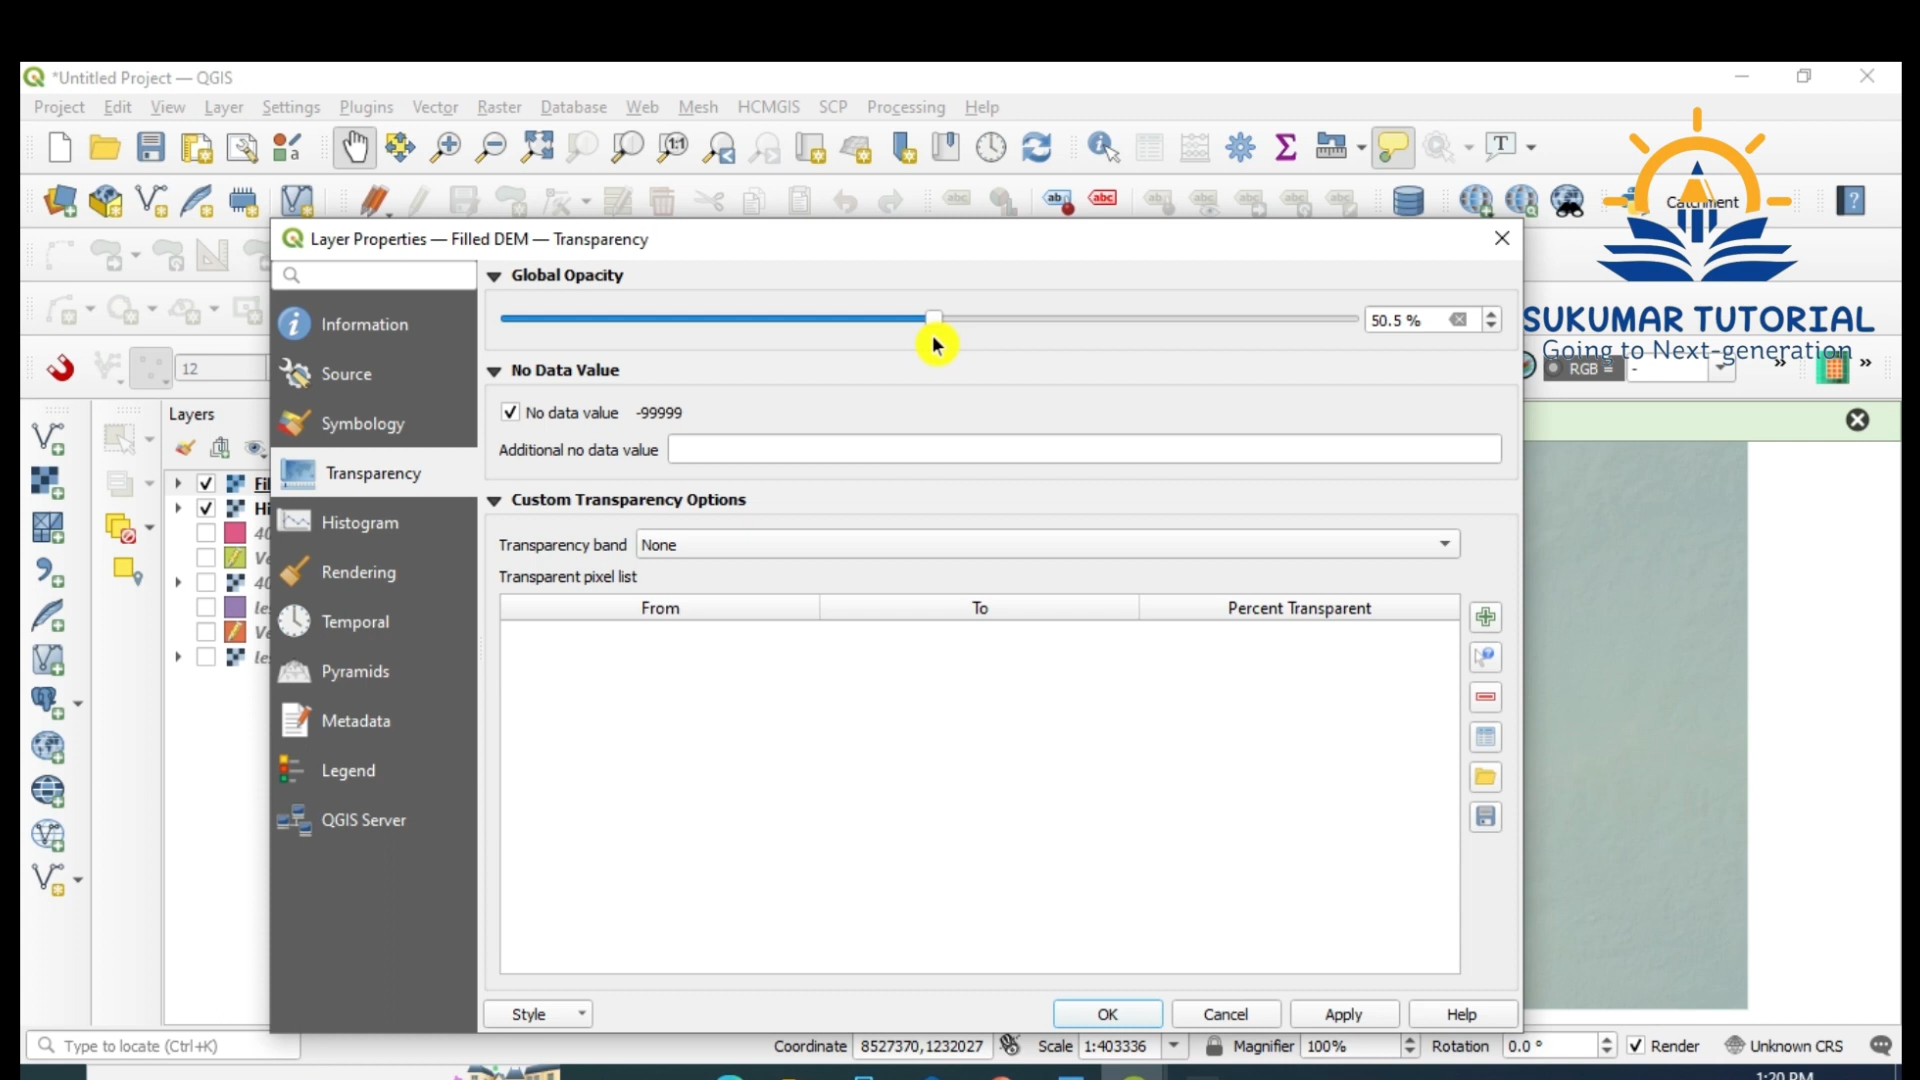 *Untitled Project — QGIS
Project Edit View Layer Settings Plugins Vector Raster Database Web Mesh HCMGIS SCP Processing Help
Catchment
SUKUMAR TUTORIAL
Going to Next-generation
Layer Properties — Filled DEM — Transparency
Global Opacity
50.5 %
Information
Source
Symbology
Transparency
Histogram
Rendering
Temporal
Pyramids
Metadata
Legend
QGIS Server
No Data Value
No data value -99999
Additional no data value
Custom Transparency Options
Transparency band None
Transparent pixel list
From To Percent Transparent
Style OK Cancel Apply Help
12
RGB =
Layers
Type to locate (Ctrl+K)
Coordinate 8527370,1232027 Scale 1:403336 Magnifier 100% Rotation 0.0 ° Render Unknown CRS
1:20 PM